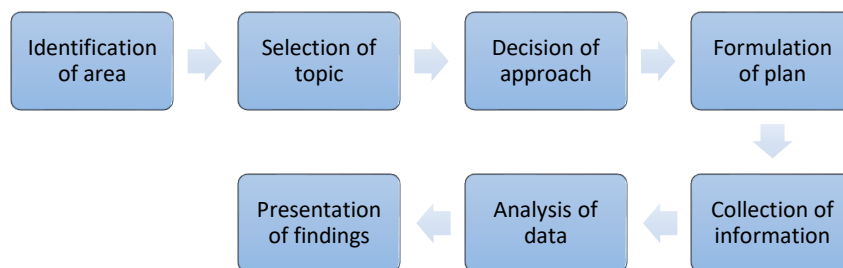 Identification
of area
Selection of
topic
Decision of
approach
Formulation
of plan
Collection of
information
Analysis of
data
Presentation
of findings